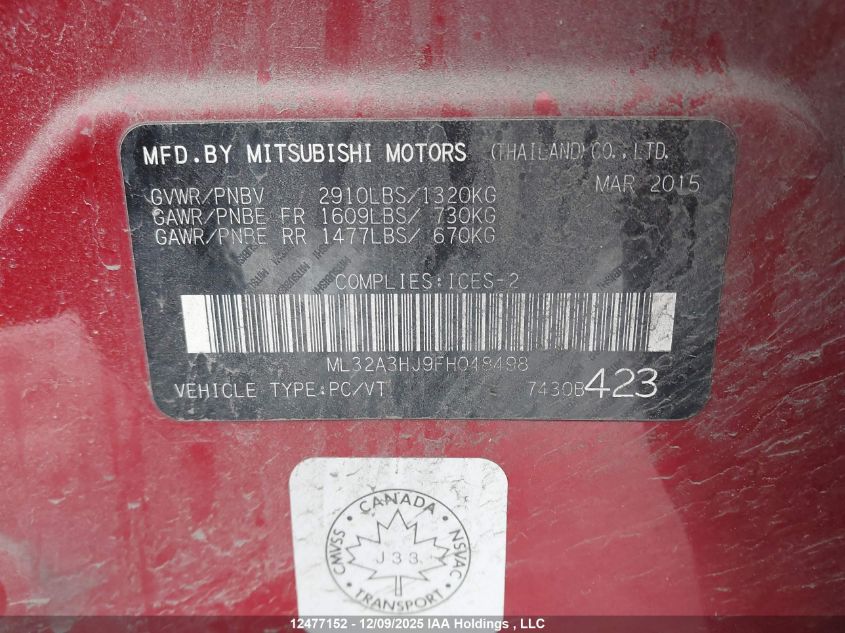 MFD.BY MITSUBISHI MOTORS (THAILAND)CO.,LTD.
MAR 2015
GVWR/PNBV 2910LBS/1320KG
GAWR/PNBE FR 1609LBS/ 730KG
GAWR/PNBE RR 1477LBS/ 670KG
COMPLIES:ICES-2
ML32A3HJ9FH048498
VEHICLE TYPE:PC/VT 7430B423
CANADA
CMVSS J33 NSVAC
TRANSPORT
12477152 - 12/09/2025 IAA Holdings , LLC